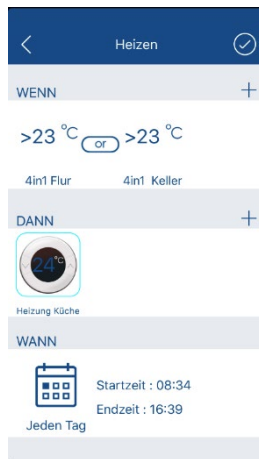 Heizen
WENN
>23 °C or >23 °C
4in1 Flur 4in1 Keller
DANN
24°C
Heizung Küche
WANN
Startzeit : 08:34
Endzeit : 16:39
Jeden Tag